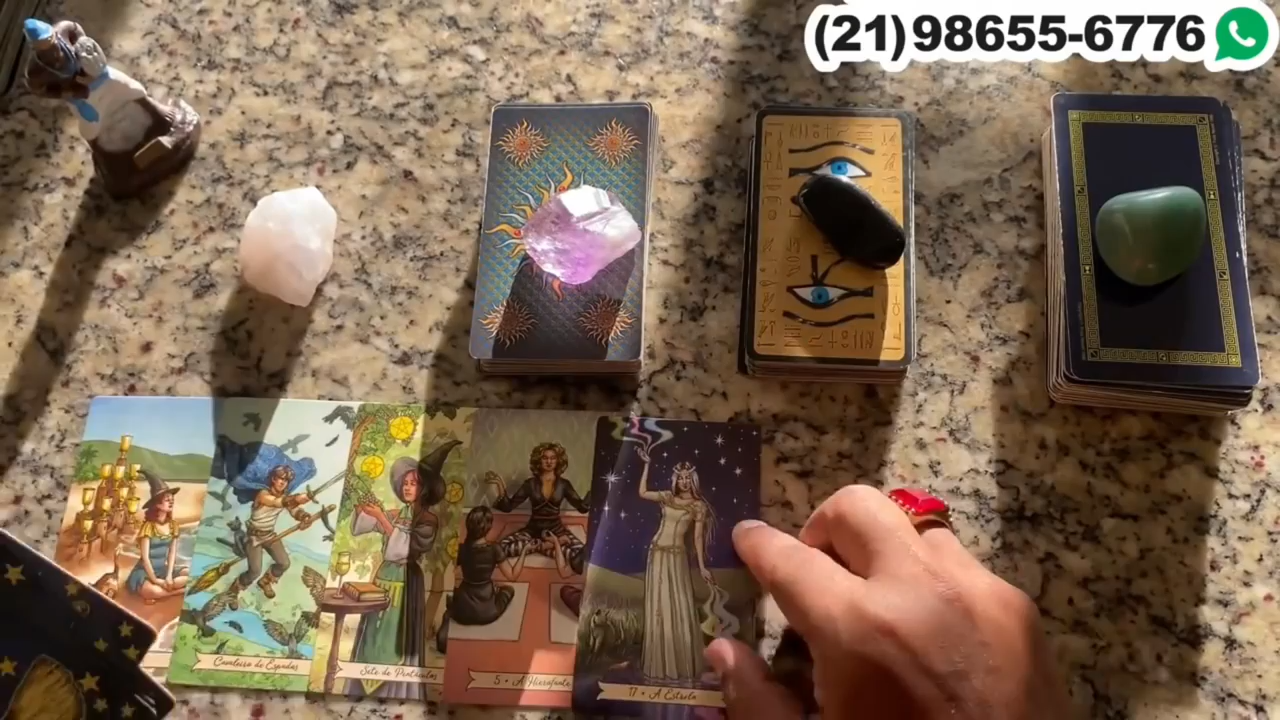 (21)98655-6776
Cavaleiro de Espadas
Sete de Pentáculos
5 • A Hierofante
17 • A Estrela